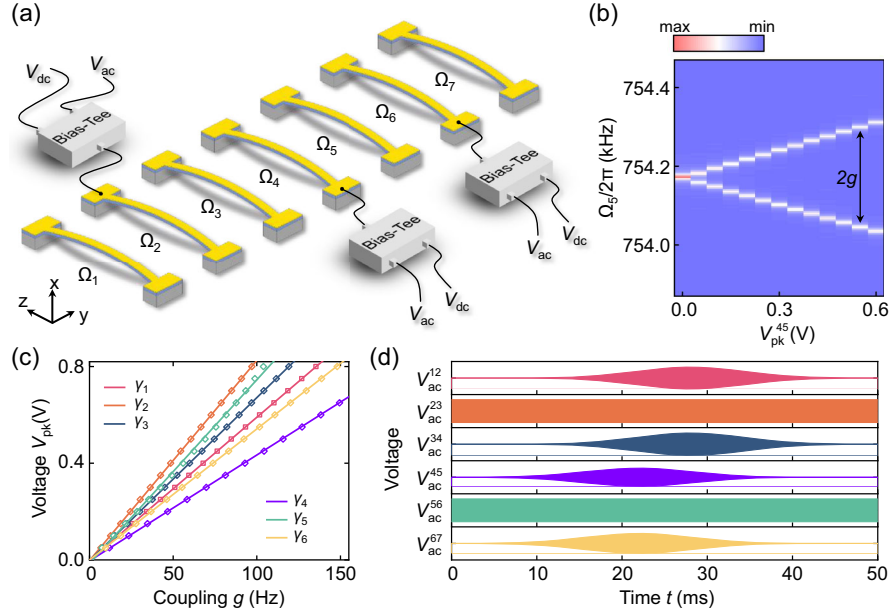 (a)
V_dc
V_ac
Bias-Tee
Ω_1
Ω_2
Ω_3
Ω_4
Ω_5
Ω_6
Ω_7
Bias-Tee
V_ac
V_dc
Bias-Tee
V_ac
V_dc
x
z
y
(b)
max
min
754.4
754.2
754.0
Ω_5/2π (kHz)
2g
0.0
0.3
0.6
V_pk^45(V)
(c)
0.8
0.4
0.0
Voltage V_pk(V)
γ_1
γ_2
γ_3
γ_4
γ_5
γ_6
0
50
100
150
Coupling g (Hz)
(d)
Voltage
V_ac^12
V_ac^23
V_ac^34
V_ac^45
V_ac^56
V_ac^67
0
10
20
30
40
50
Time t (ms)